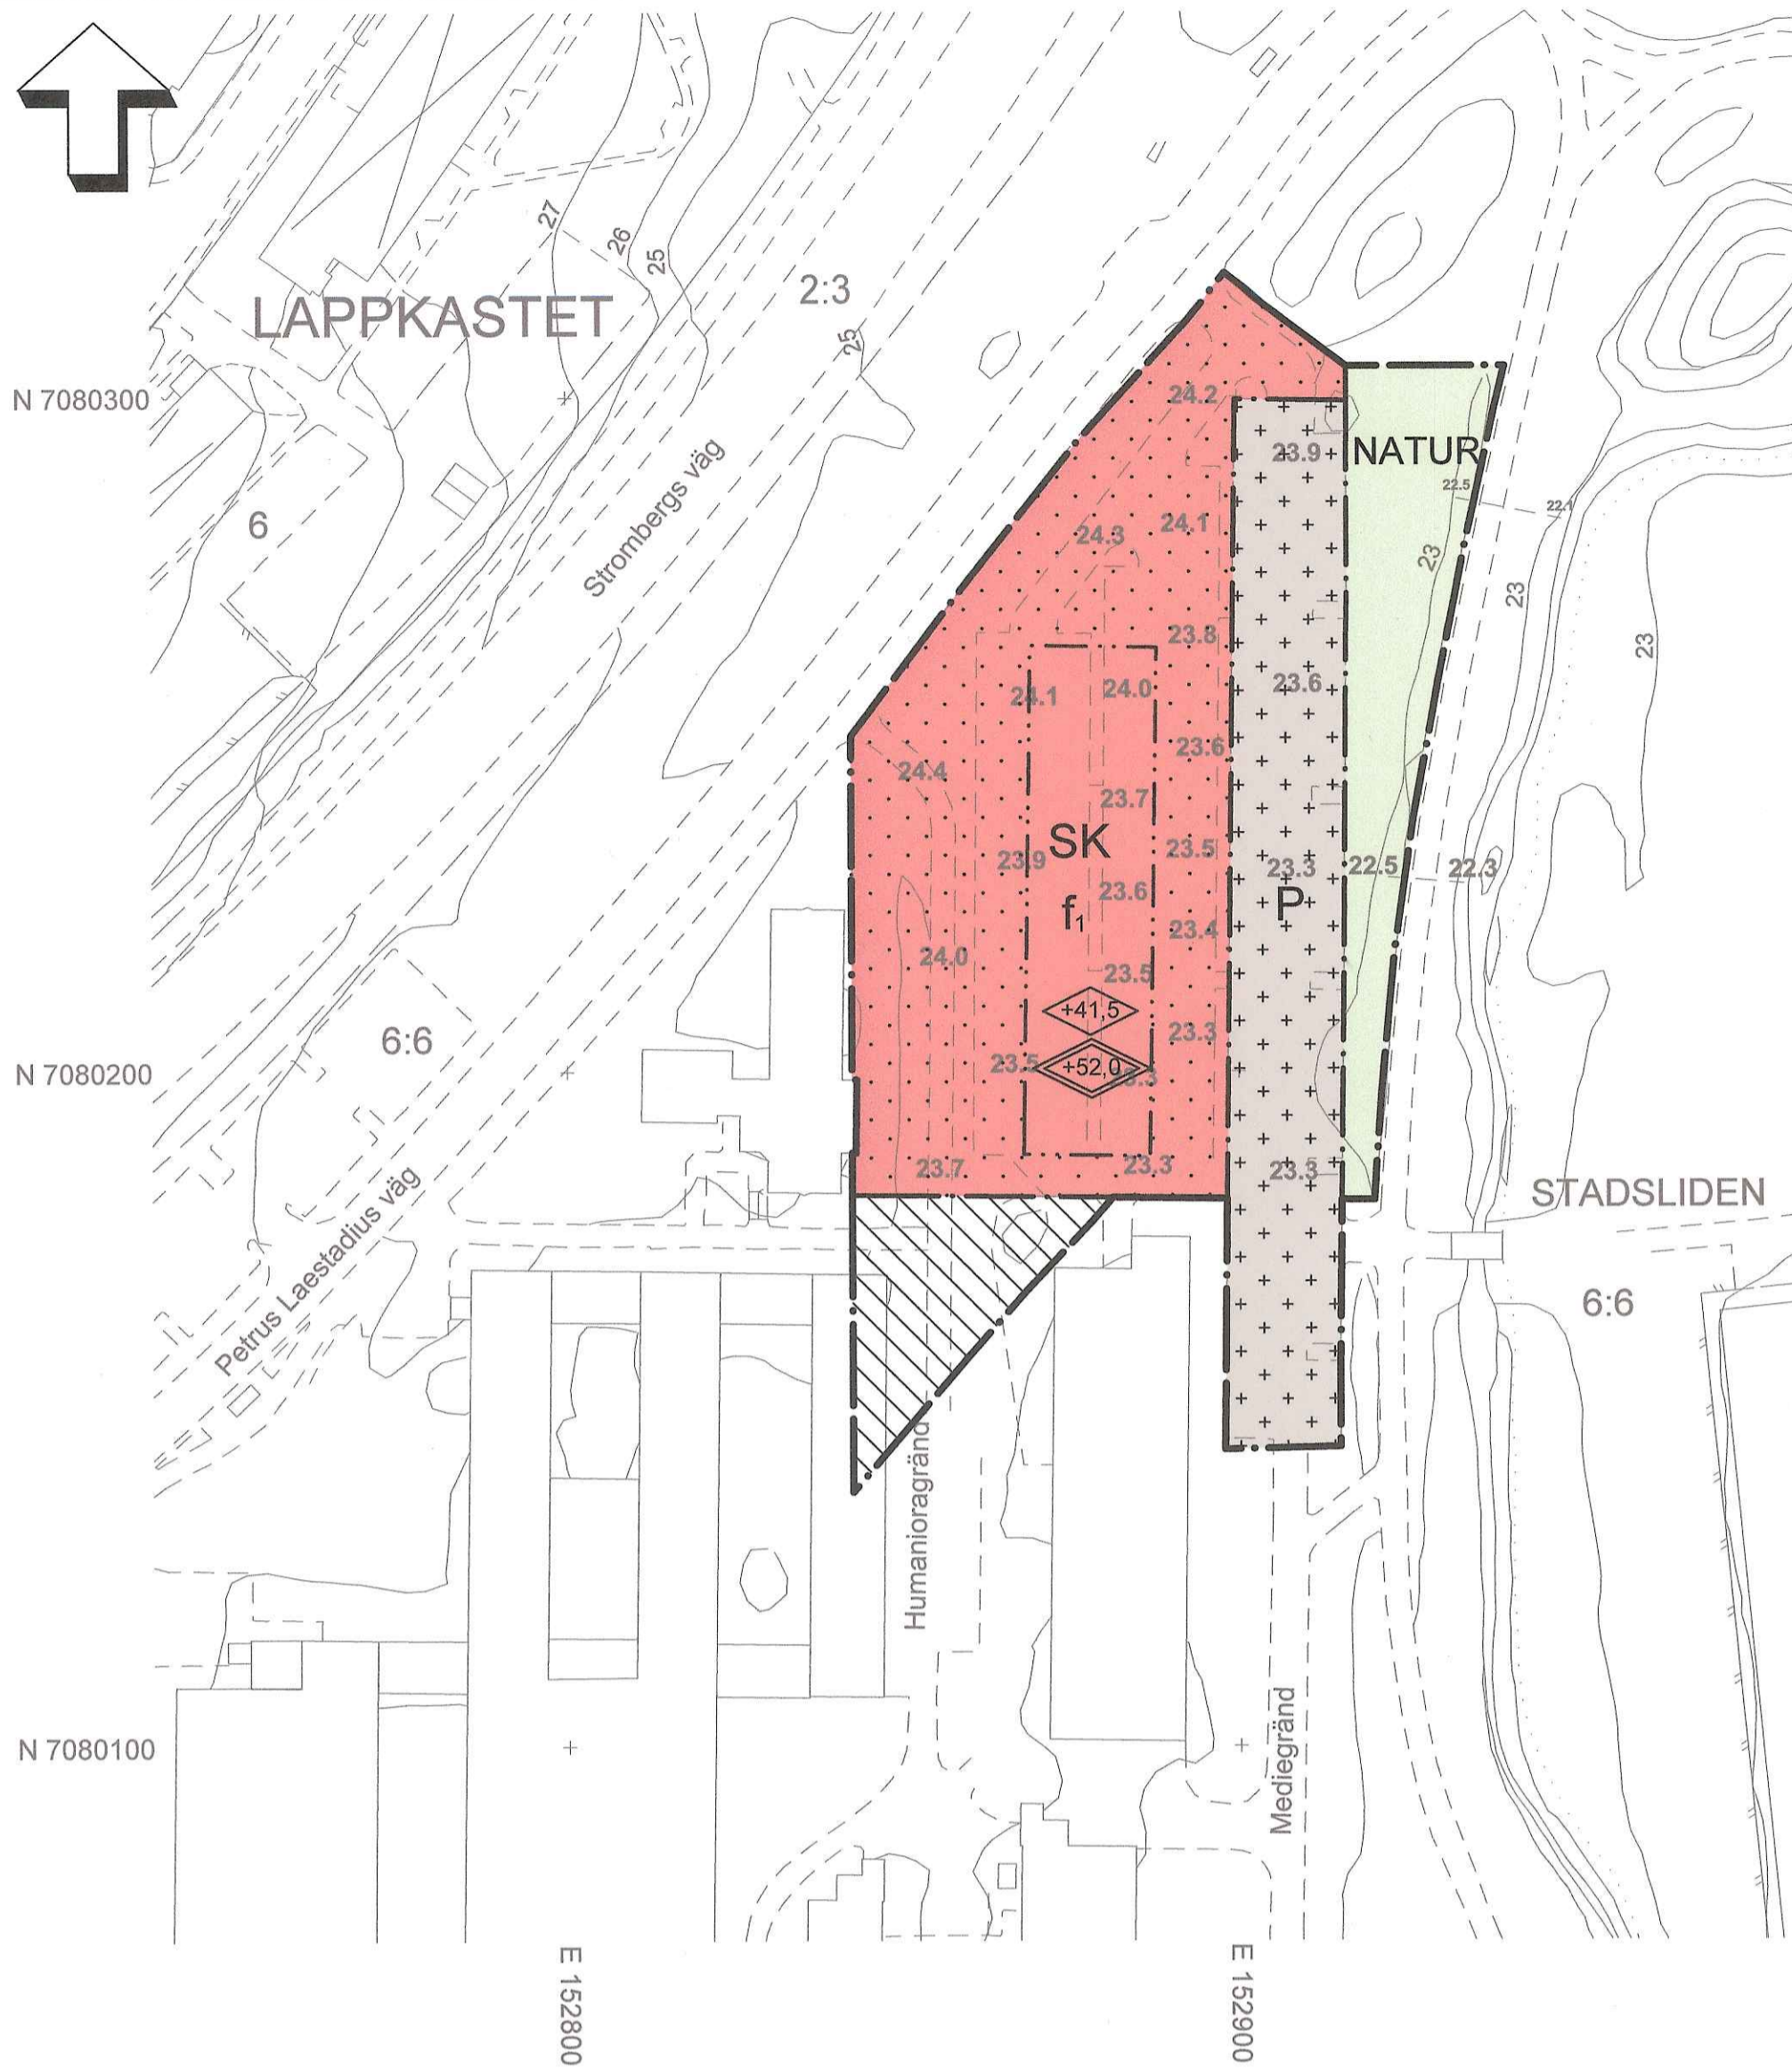 27
26
25
2:3
LAPPKASTET
25
N 7080300
24.2
23.9
NATUR
22.5
22.1
Strombergs väg
6
24.3
24.1
23
23
23
23.8
24.1
24.0
23.6
23.6
24.4
23.7
SK
23.9
23.5
23.3
22.5
22.3
23.6
f1
P
23.4
24.0
23.5
+41,5
6:6
23.3
N 7080200
23.5
+52,0
23.7
23.3
23.3
STADSLIDEN
Petrus Laestadius väg
6:6
Humanioragränd
Mediegränd
N 7080100
E 152800
E 152900